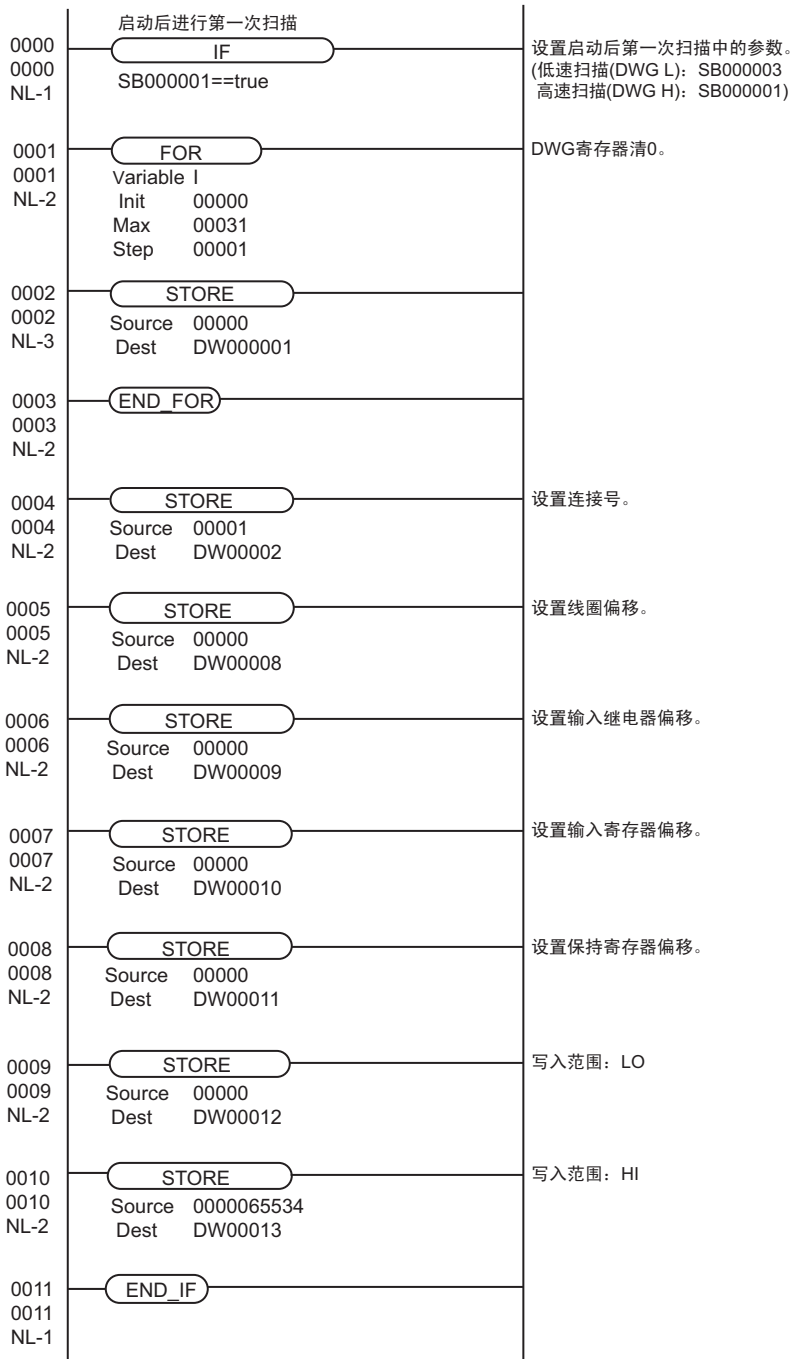 启动后进行第一次扫描
0000
0000
NL-1
IF
SB000001==true
设置启动后第一次扫描中的参数。
(低速扫描(DWG L)：SB000003
高速扫描(DWG H)：SB000001)
0001
0001
NL-2
FOR
Variable I
Init 00000
Max 00031
Step 00001
DWG寄存器清0。
0002
0002
NL-3
STORE
Source 00000
Dest DW000001
0003
0003
NL-2
END_FOR
0004
0004
NL-2
STORE
Source 00001
Dest DW00002
设置连接号。
0005
0005
NL-2
STORE
Source 00000
Dest DW00008
设置线圈偏移。
0006
0006
NL-2
STORE
Source 00000
Dest DW00009
设置输入继电器偏移。
0007
0007
NL-2
STORE
Source 00000
Dest DW00010
设置输入寄存器偏移。
0008
0008
NL-2
STORE
Source 00000
Dest DW00011
设置保持寄存器偏移。
0009
0009
NL-2
STORE
Source 00000
Dest DW00012
写入范围：LO
0010
0010
NL-2
STORE
Source 0000065534
Dest DW00013
写入范围：HI
0011
0011
NL-1
END_IF